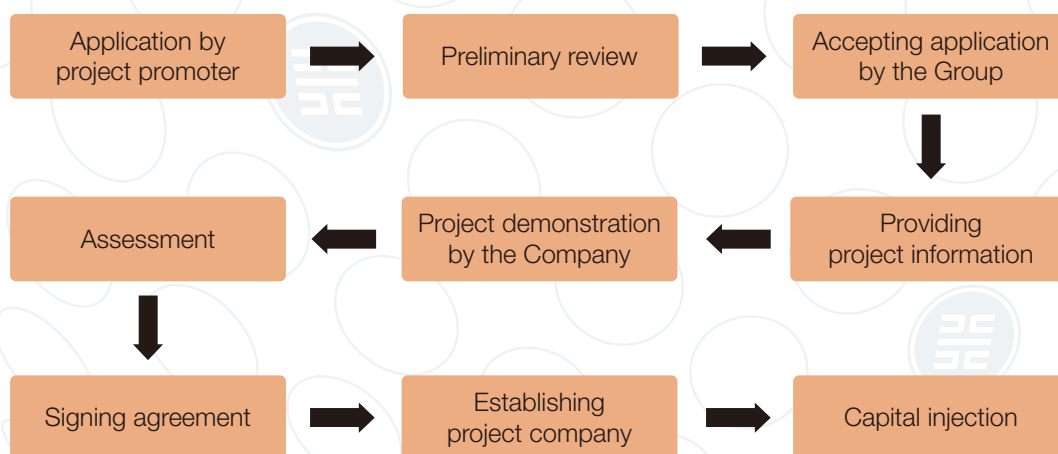 Application by
project promoter
Preliminary review
Accepting application
by the Group
Providing
project information
Project demonstration
by the Company
Assessment
Signing agreement
Establishing
project company
Capital injection